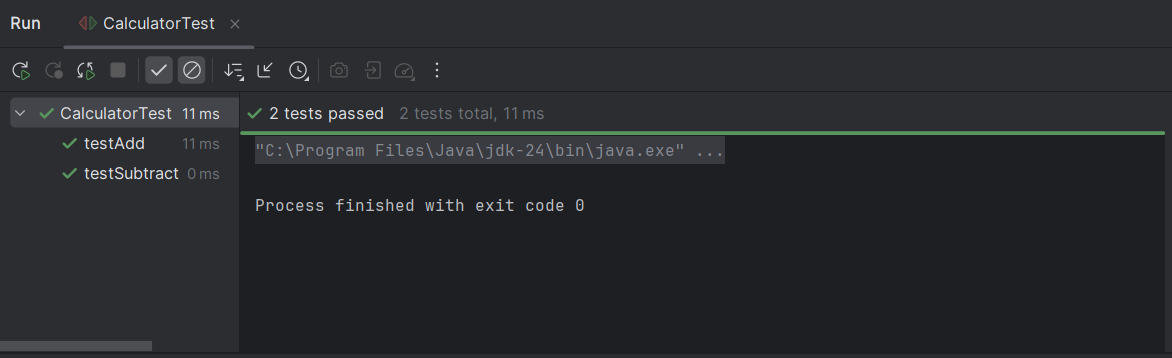 Run CalculatorTest
CalculatorTest 11 ms
testAdd 11 ms
testSubtract 0 ms
2 tests passed 2 tests total, 11 ms
"C:\Program Files\Java\jdk-24\bin\java.exe" ...
Process finished with exit code 0